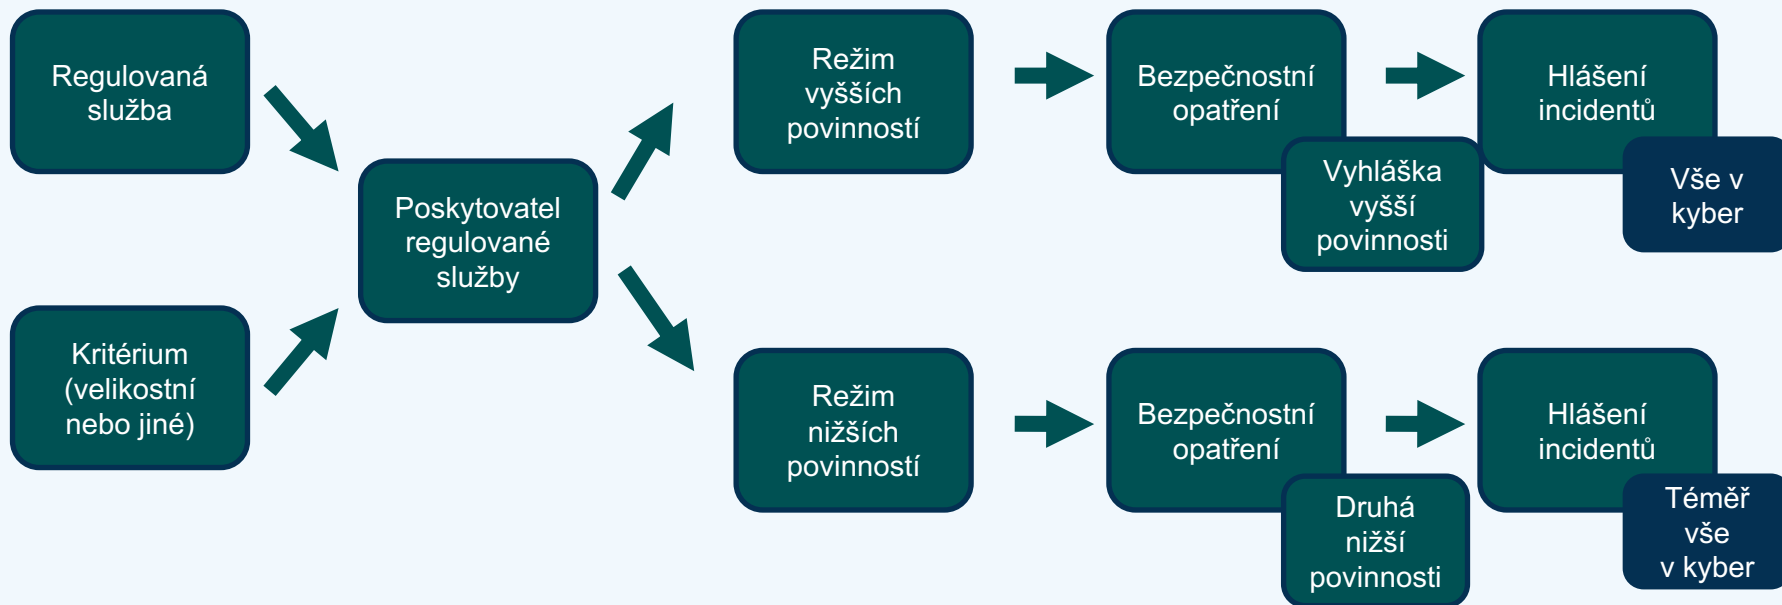 Regulovaná
služba
Kritérium
(velikostní
nebo jiné)
Poskytovatel
regulované
služby
Režim
vyšších
povinností
Bezpečnostní
opatření
Vyhláška
vyšší
povinnosti
Hlášení
incidentů
Vše v
kyber
Režim
nižších
povinností
Bezpečnostní
opatření
Druhá
nižší
povinnosti
Hlášení
incidentů
Téměř
vše
v kyber